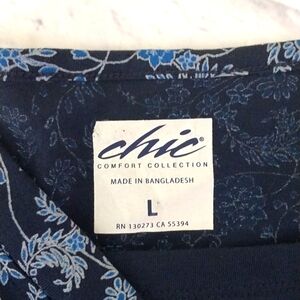 chic®
COMFORT COLLECTION
MADE IN BANGLADESH
L
RN 130273 CA 55394